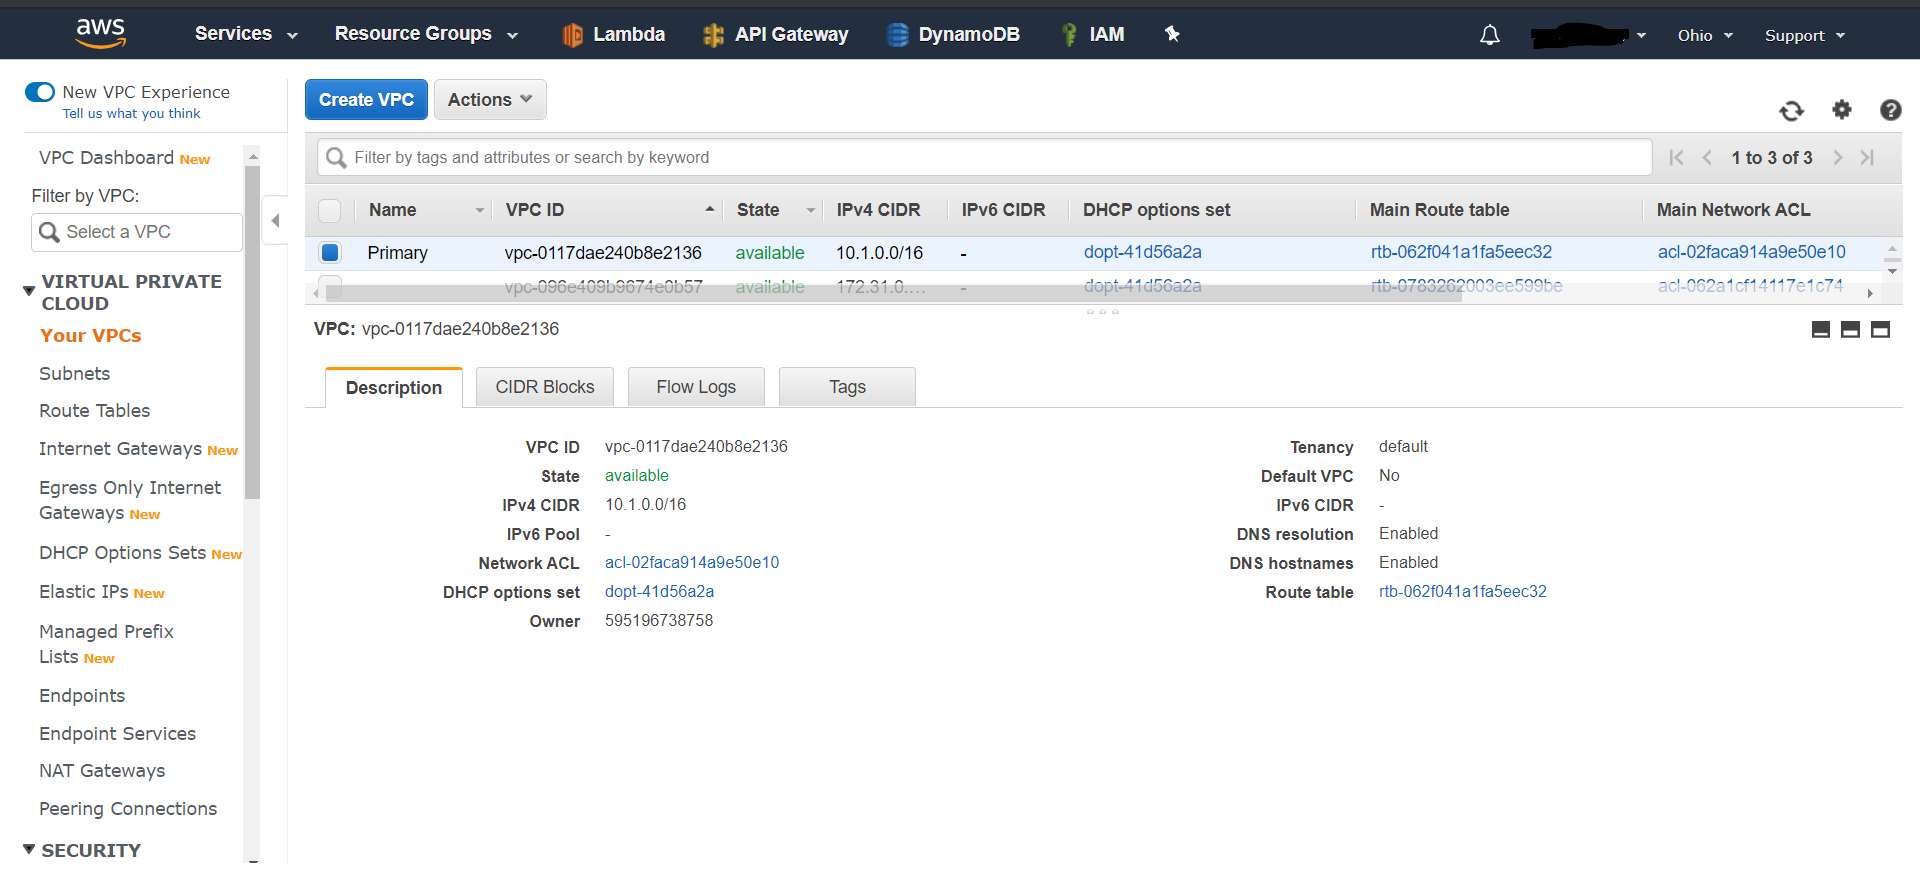 aws Services Resource Groups Lambda API Gateway DynamoDB IAM Ohio Support
New VPC Experience
Tell us what you think
Create VPC Actions
VPC Dashboard New
Filter by VPC:
Select a VPC
VIRTUAL PRIVATE
CLOUD
Your VPCs
Subnets
Route Tables
Internet Gateways New
Egress Only Internet
Gateways New
DHCP Options Sets New
Elastic IPs New
Managed Prefix
Lists New
Endpoints
Endpoint Services
NAT Gateways
Peering Connections
SECURITY
Filter by tags and attributes or search by keyword
1 to 3 of 3
Name VPC ID State IPv4 CIDR IPv6 CIDR DHCP options set Main Route table Main Network ACL
Primary vpc-0117dae240b8e2136 available 10.1.0.0/16 - dopt-41d56a2a rtb-062f041a1fa5eec32 acl-02faca914a9e50e10
vpc-096e409b9674e0b57 available 172.31.0.... - dopt-41d56a2a rtb-0783262003ee599be acl-062a1cf14117e1c74
VPC: vpc-0117dae240b8e2136
Description CIDR Blocks Flow Logs Tags
VPC ID vpc-0117dae240b8e2136
State available
IPv4 CIDR 10.1.0.0/16
IPv6 Pool -
Network ACL acl-02faca914a9e50e10
DHCP options set dopt-41d56a2a
Owner 595196738758
Tenancy default
Default VPC No
IPv6 CIDR -
DNS resolution Enabled
DNS hostnames Enabled
Route table rtb-062f041a1fa5eec32